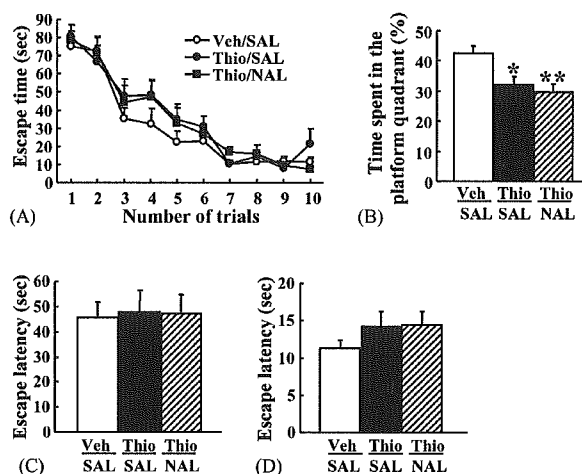 Escape time (sec)
90
80
70
60
50
40
30
20
10
0
1 2 3 4 5 6 7 8 9 10
Number of trials
Veh/SAL
Thio/SAL
Thio/NAL
(A)
Time spent in the
platform quadrant (%)
50
40
30
20
10
0
*
**
Veh Thio Thio
SAL SAL NAL
(B)
Escape latency (sec)
60
50
40
30
20
10
0
Veh Thio Thio
SAL SAL NAL
(C)
Escape latency (sec)
20
15
10
5
0
Veh Thio Thio
SAL SAL NAL
(D)